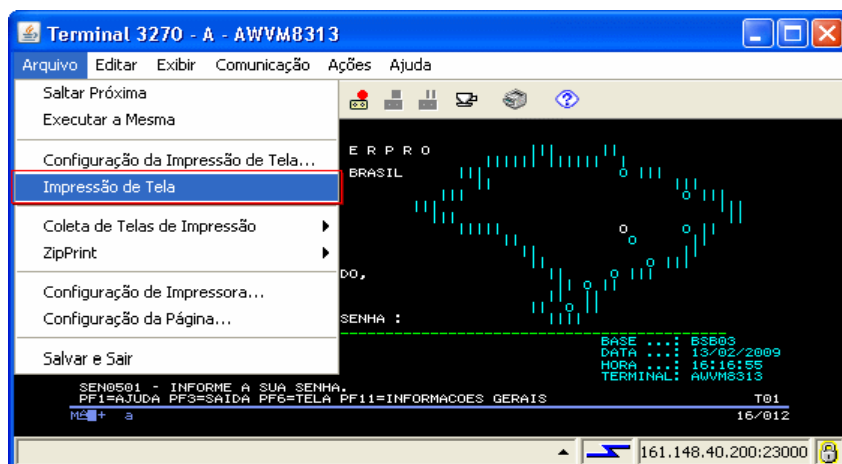 Terminal 3270 - A - AWVM8313
Arquivo Editar Exibir Comunicação Ações Ajuda
Saltar Próxima
Executar a Mesma
Configuração da Impressão de Tela...
Impressão de Tela
Coleta de Telas de Impressão
ZipPrint
Configuração de Impressora...
Configuração da Página...
Salvar e Sair
E R P R O
BRASIL
DO,
SENHA :
BASE ...: BSB03
DATA ...: 13/02/2009
HORA ...: 16:16:55
TERMINAL: AWVM8313
SEN0501 - INFORME A SUA SENHA.
PF1=AJUDA PF3=SAIDA PF6=TELA PF11=INFORMACOES GERAIS T01
+ a 16/012
161.148.40.200:23000